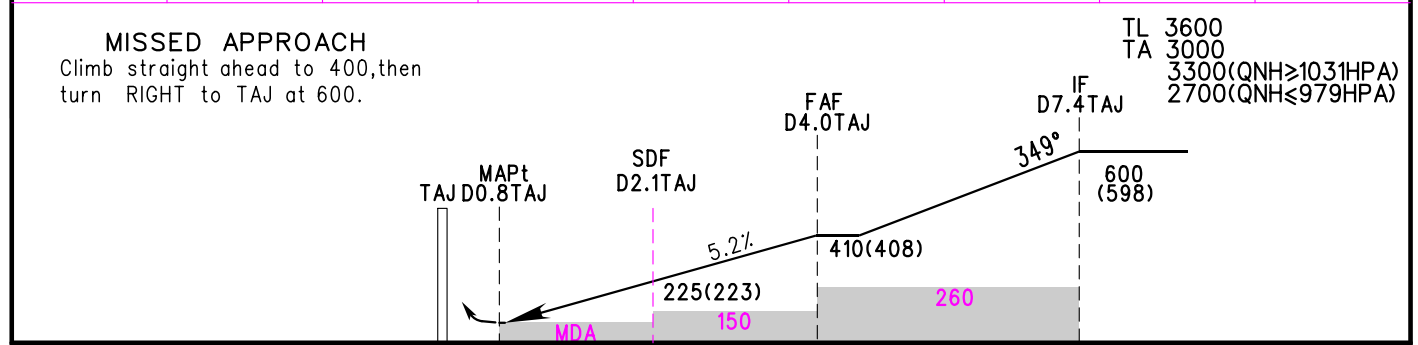 MISSED APPROACH
Climb straight ahead to 400,then
turn RIGHT to TAJ at 600.
TL 3600
TA 3000
3300(QNH≥1031HPA)
2700(QNH≤979HPA)
IF
D7.4TAJ
FAF
D4.0TAJ
SDF
D2.1TAJ
MAPt
TAJ D0.8TAJ
349°
600
(598)
5.2%
410(408)
225(223)
260
150
MDA